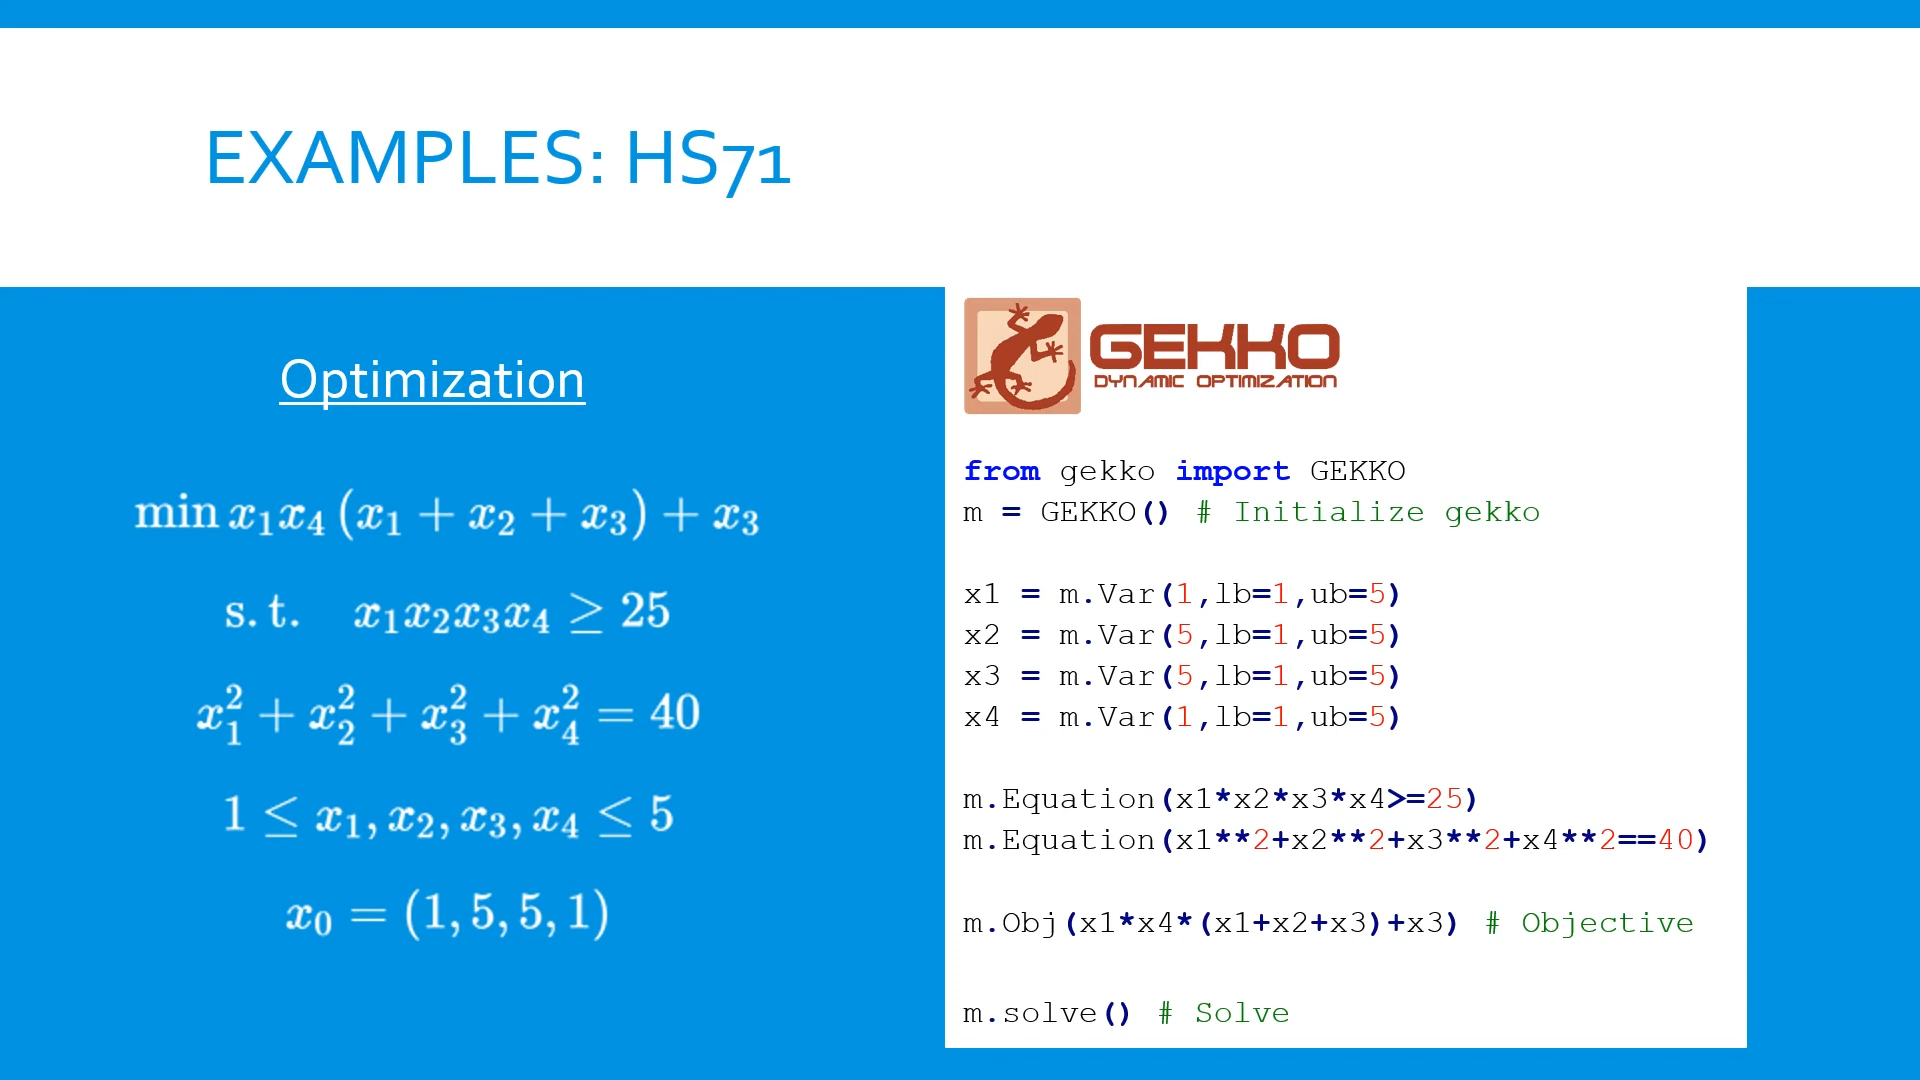 EXAMPLES: HS71
Optimization
min x₁x₄ (x₁ + x₂ + x₃) + x₃
s. t. x₁x₂x₃x₄ ≥ 25
x₁² + x₂² + x₃² + x₄² = 40
1 ≤ x₁, x₂, x₃, x₄ ≤ 5
x₀ = (1, 5, 5, 1)
GEKKO
DYNAMIC OPTIMIZATION
from gekko import GEKKO
m = GEKKO() # Initialize gekko
x1 = m.Var(1,lb=1,ub=5)
x2 = m.Var(5,lb=1,ub=5)
x3 = m.Var(5,lb=1,ub=5)
x4 = m.Var(1,lb=1,ub=5)
m.Equation(x1*x2*x3*x4>=25)
m.Equation(x1**2+x2**2+x3**2+x4**2==40)
m.Obj(x1*x4*(x1+x2+x3)+x3) # Objective
m.solve() # Solve